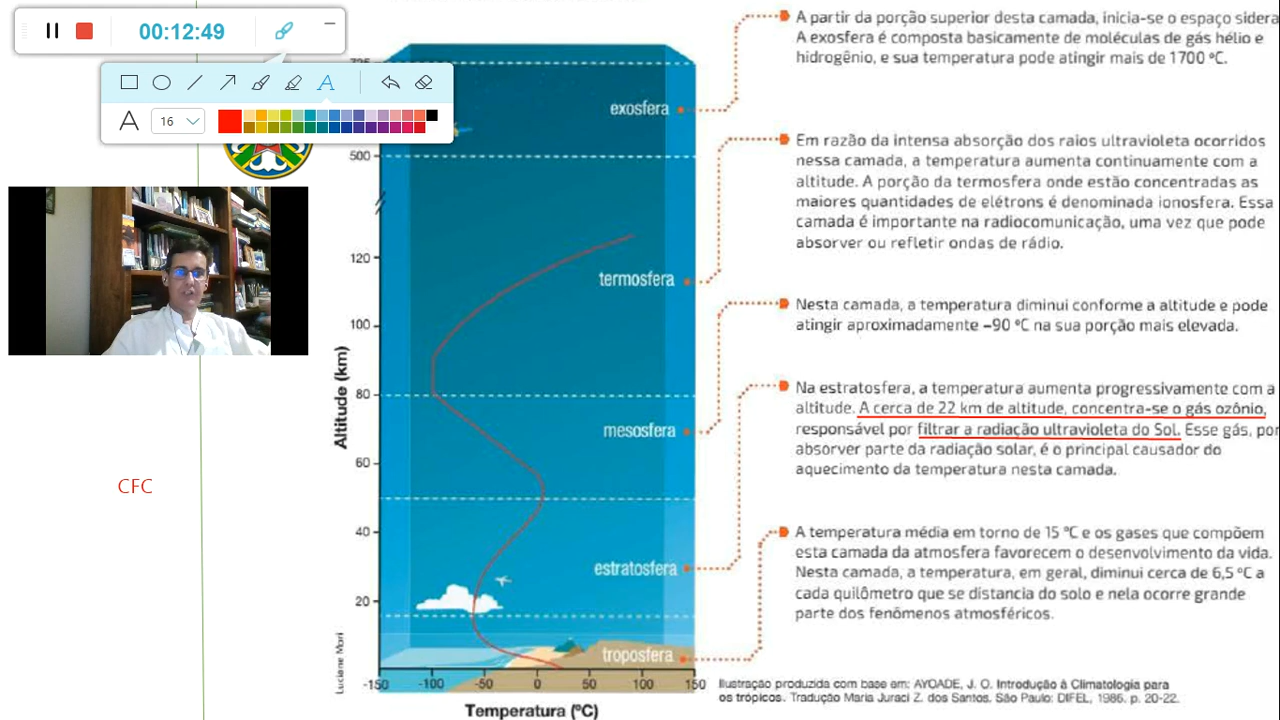 00:12:49
A
A 16
CFC
725
500
120
100
80
60
40
20
Altitude (km)
Luciane Mori
exosfera
termosfera
mesosfera
estratosfera
troposfera
-150 -100 -50 0 50 100 150
Temperatura (ºC)
A partir da porção superior desta camada, inicia-se o espaço sidera
A exosfera é composta basicamente de moléculas de gás hélio e
hidrogênio, e sua temperatura pode atingir mais de 1700 ºC.
Em razão da intensa absorção dos raios ultravioleta ocorridos
nessa camada, a temperatura aumenta continuamente com a
altitude. A porção da termosfera onde estão concentradas as
maiores quantidades de elétrons é denominada ionosfera. Essa
camada é importante na radiocomunicação, uma vez que pode
absorver ou refletir ondas de rádio.
Nesta camada, a temperatura diminui conforme a altitude e pode
atingir aproximadamente –90 ºC na sua porção mais elevada.
Na estratosfera, a temperatura aumenta progressivamente com a
altitude. A cerca de 22 km de altitude, concentra-se o gás ozônio,
responsável por filtrar a radiação ultravioleta do Sol. Esse gás, por
absorver parte da radiação solar, é o principal causador do
aquecimento da temperatura nesta camada.
A temperatura média em torno de 15 ºC e os gases que compõem
esta camada da atmosfera favorecem o desenvolvimento da vida.
Nesta camada, a temperatura, em geral, diminui cerca de 6,5 ºC a
cada quilômetro que se distancia do solo e nela ocorre grande
parte dos fenômenos atmosféricos.
Ilustração produzida com base em: AYOADE, J. O. Introdução à Climatologia para
os trópicos. Tradução Maria Juraci Z. dos Santos. São Paulo: DIFEL, 1986. p. 20-22.